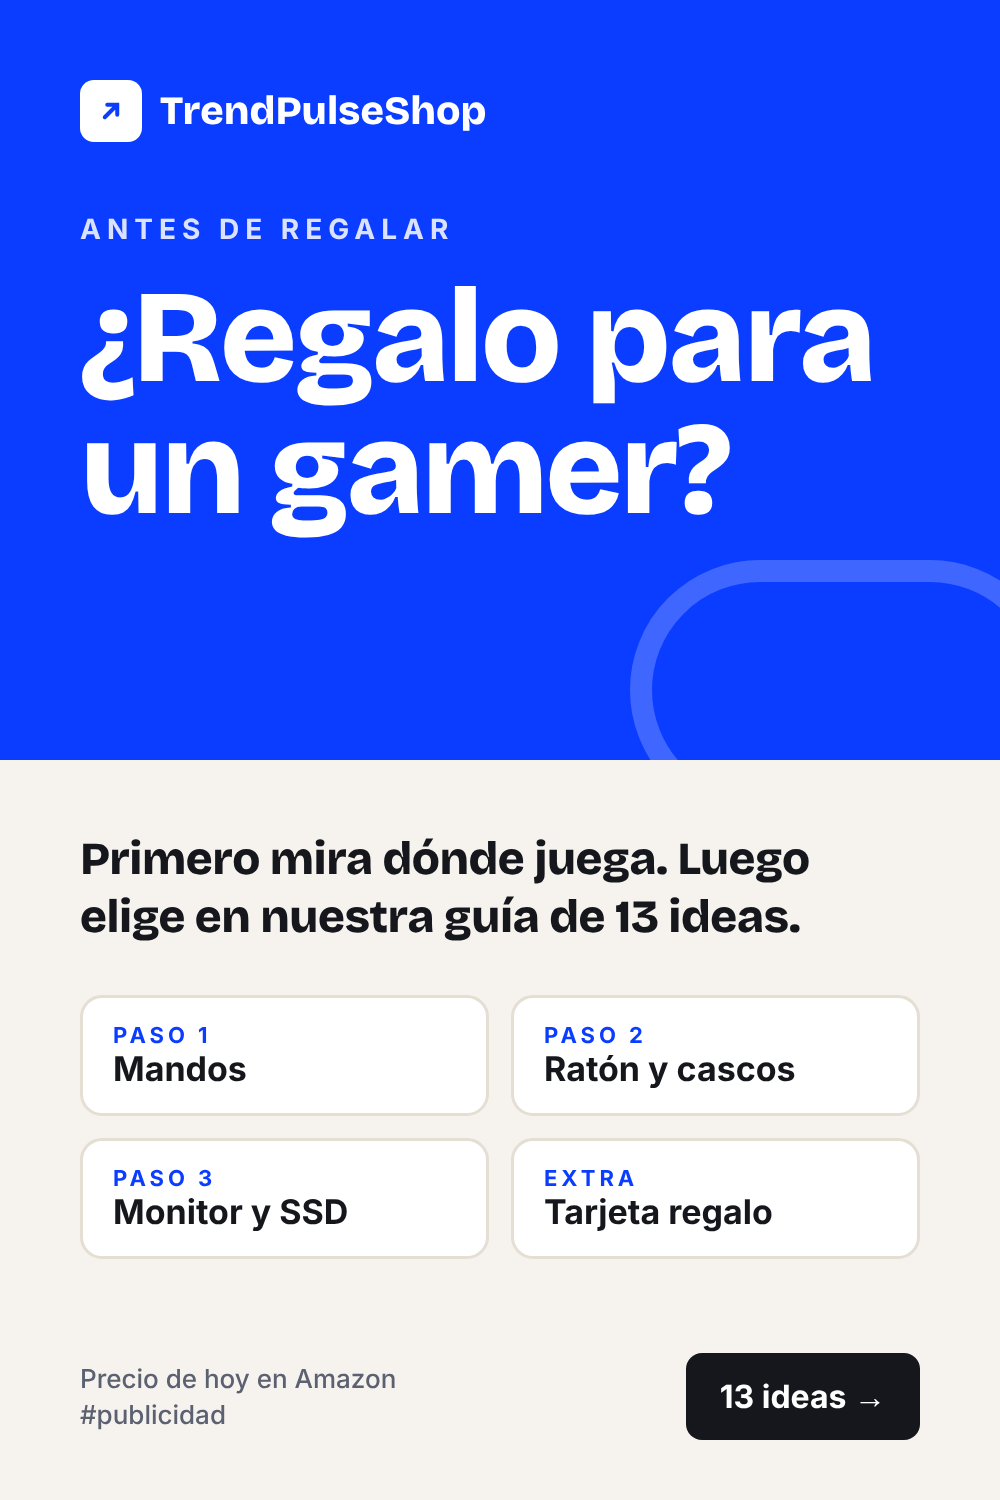 TrendPulseShop
ANTES DE REGALAR
¿Regalo para
un gamer?
Primero mira dónde juega. Luego
elige en nuestra guía de 13 ideas.
PASO 1
Mandos
PASO 2
Ratón y cascos
PASO 3
Monitor y SSD
EXTRA
Tarjeta regalo
Precio de hoy en Amazon
#publicidad
13 ideas →